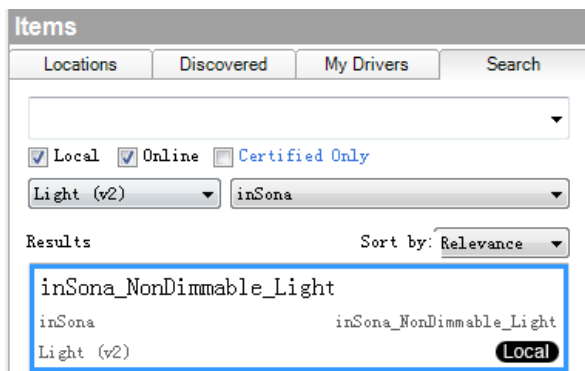 Items
Locations Discovered My Drivers Search
Local Online Certified Only
Light (v2) inSona
Results Sort by: Relevance
inSona_NonDimmable_Light
inSona inSona_NonDimmable_Light
Light (v2) Local